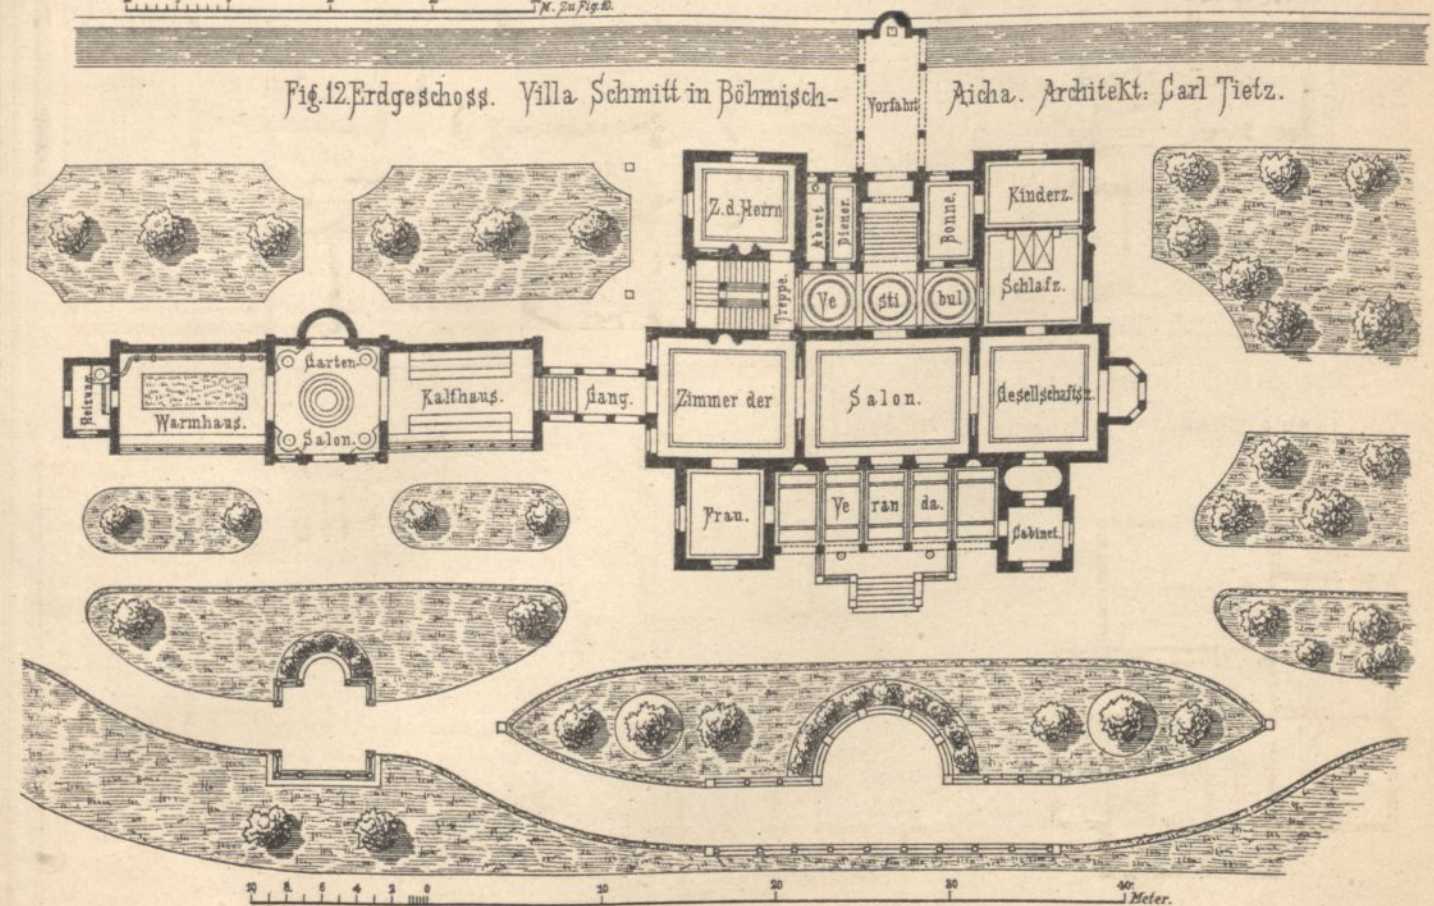 M. Zu Fig. 10.
Fig. 12. Erdgeschoss. Villa Schmitt in Böhmisch-Aicha. Architekt: Carl Tietz.
Vorfahrt
Z.d.Herrn
Abort.
Diener.
Bonne.
Kinderz.
Treppe.
Ve sti bul
Schlafz.
Heizung.
Warmhaus.
Garten-
Salon.
Kalthaus.
Gang.
Zimmer der
Salon.
Gesellschaftsz.
Frau.
Ve ran da.
Cabinet.
10 8. 6 4 2 0 10 20 30 40. Meter.